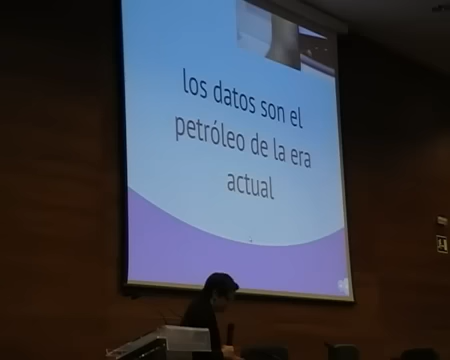 los datos son el
petróleo de la era
actual